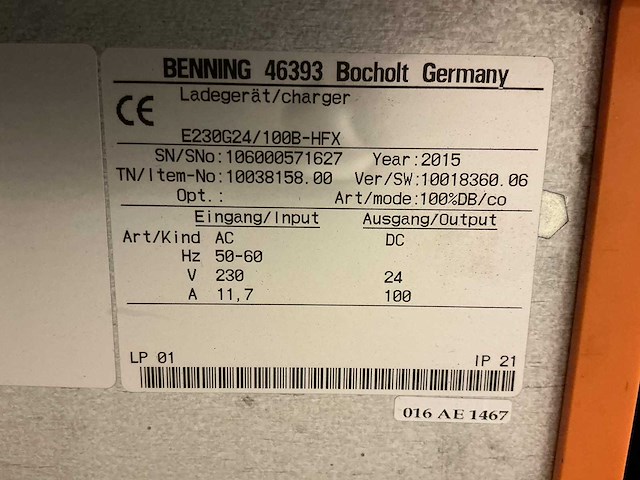 BENNING 46393 Bocholt Germany
CE
Ladegerät/charger
E230G24/100B-HFX
SN/SNo:106000571627 Year:2015
TN/Item-No:10038158.00 Ver/SW:10018360.06
Opt.: Art/mode:100%DB/co
Eingang/Input Ausgang/Output
Art/Kind AC DC
Hz 50-60
V 230 24
A 11,7 100
LP 01 IP 21
016 AE 1467